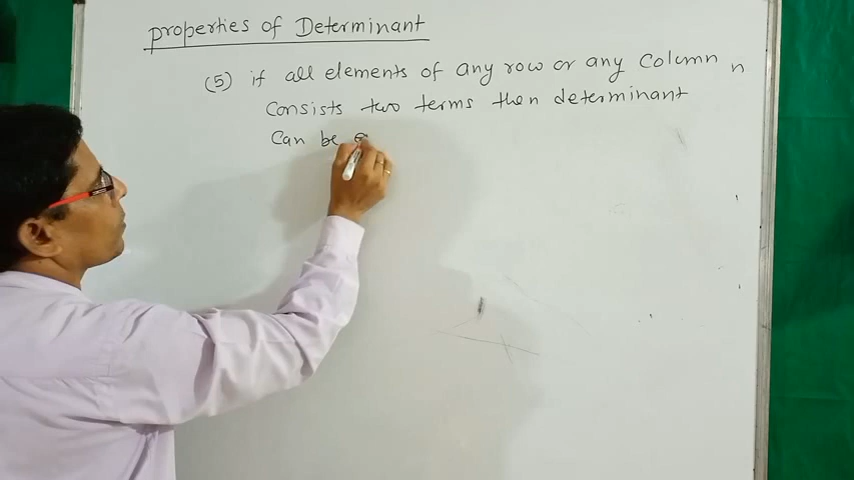 properties of Determinant
(5) if all elements of any row or any Column n
Consists two terms then determinant
Can be